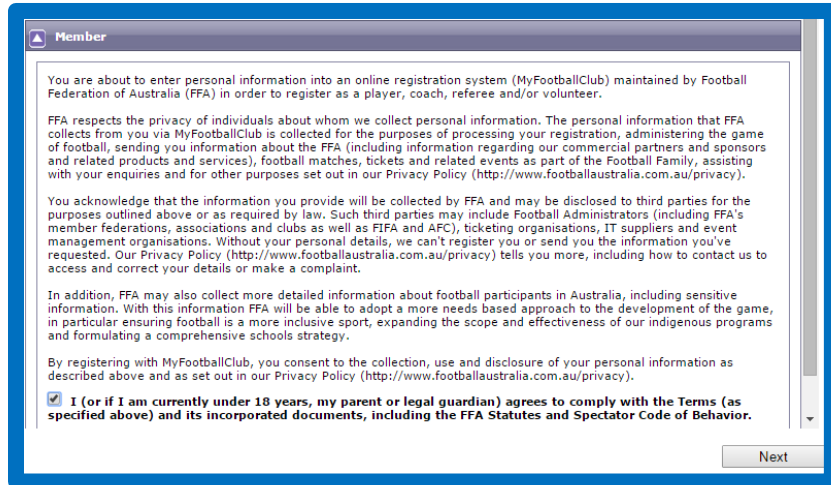 Member
You are about to enter personal information into an online registration system (MyFootballClub) maintained by Football
Federation of Australia (FFA) in order to register as a player, coach, referee and/or volunteer.
FFA respects the privacy of individuals about whom we collect personal information. The personal information that FFA
collects from you via MyFootballClub is collected for the purposes of processing your registration, administering the game
of football, sending you information about the FFA (including information regarding our commercial partners and sponsors
and related products and services), football matches, tickets and related events as part of the Football Family, assisting
with your enquiries and for other purposes set out in our Privacy Policy (http://www.footballaustralia.com.au/privacy).
You acknowledge that the information you provide will be collected by FFA and may be disclosed to third parties for the
purposes outlined above or as required by law. Such third parties may include Football Administrators (including FFA's
member federations, associations and clubs as well as FIFA and AFC), ticketing organisations, IT suppliers and event
management organisations. Without your personal details, we can't register you or send you the information you've
requested. Our Privacy Policy (http://www.footballaustralia.com.au/privacy) tells you more, including how to contact us to
access and correct your details or make a complaint.
In addition, FFA may also collect more detailed information about football participants in Australia, including sensitive
information. With this information FFA will be able to adopt a more needs based approach to the development of the game,
in particular ensuring football is a more inclusive sport, expanding the scope and effectiveness of our indigenous programs
and formulating a comprehensive schools strategy.
By registering with MyFootballClub, you consent to the collection, use and disclosure of your personal information as
described above and as set out in our Privacy Policy (http://www.footballaustralia.com.au/privacy).
I (or if I am currently under 18 years, my parent or legal guardian) agrees to comply with the Terms (as
specified above) and its incorporated documents, including the FFA Statutes and Spectator Code of Behavior.
Next